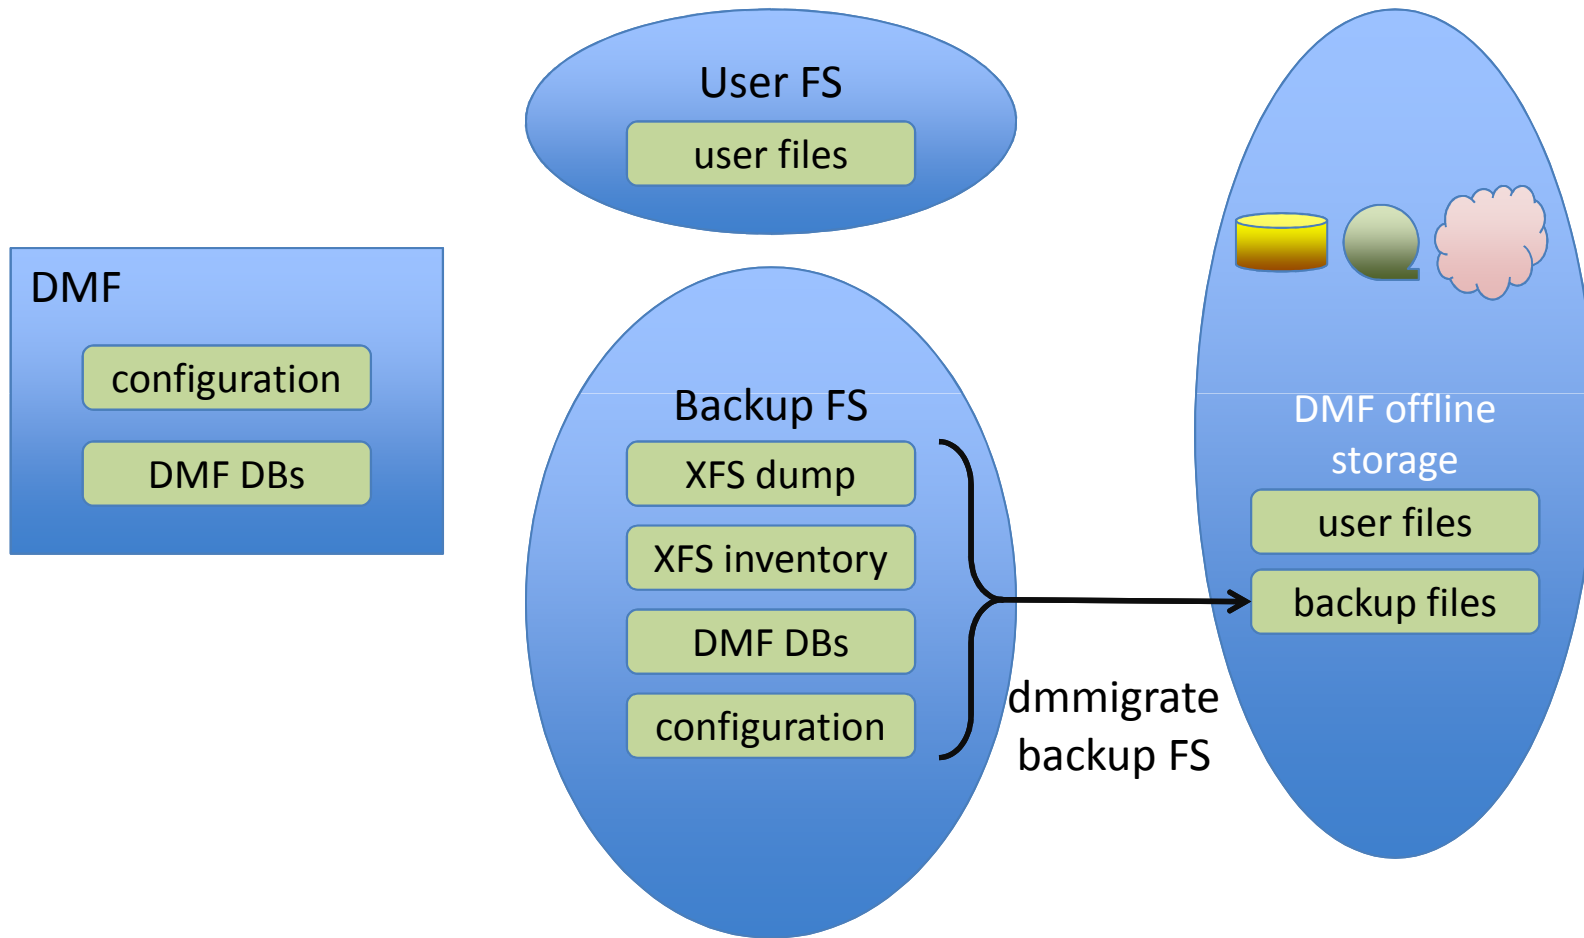 User FS
user files
DMF
configuration
DMF DBs
Backup FS
XFS dump
XFS inventory
DMF DBs
configuration
dmmigrate
backup FS
DMF offline
storage
user files
backup files